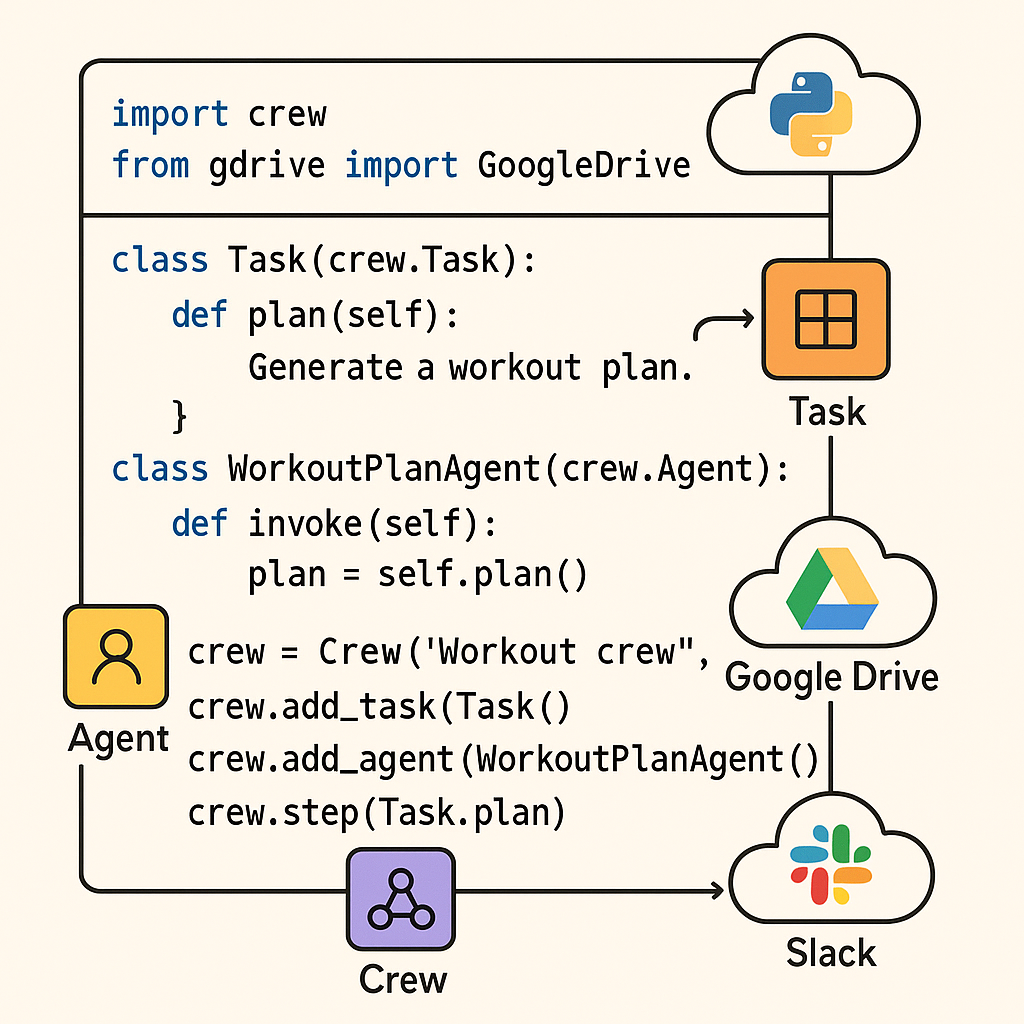 import crew
from gdrive import GoogleDrive
class Task(crew.Task):
def plan(self):
Generate a workout plan.
}
Task
class WorkoutPlanAgent(crew.Agent):
def invoke(self):
plan = self.plan()
crew = Crew('Workout crew",
Google Drive
crew.add_task(Task()
Agent
crew.add_agent(WorkoutPlanAgent()
crew.step(Task.plan)
Slack
Crew